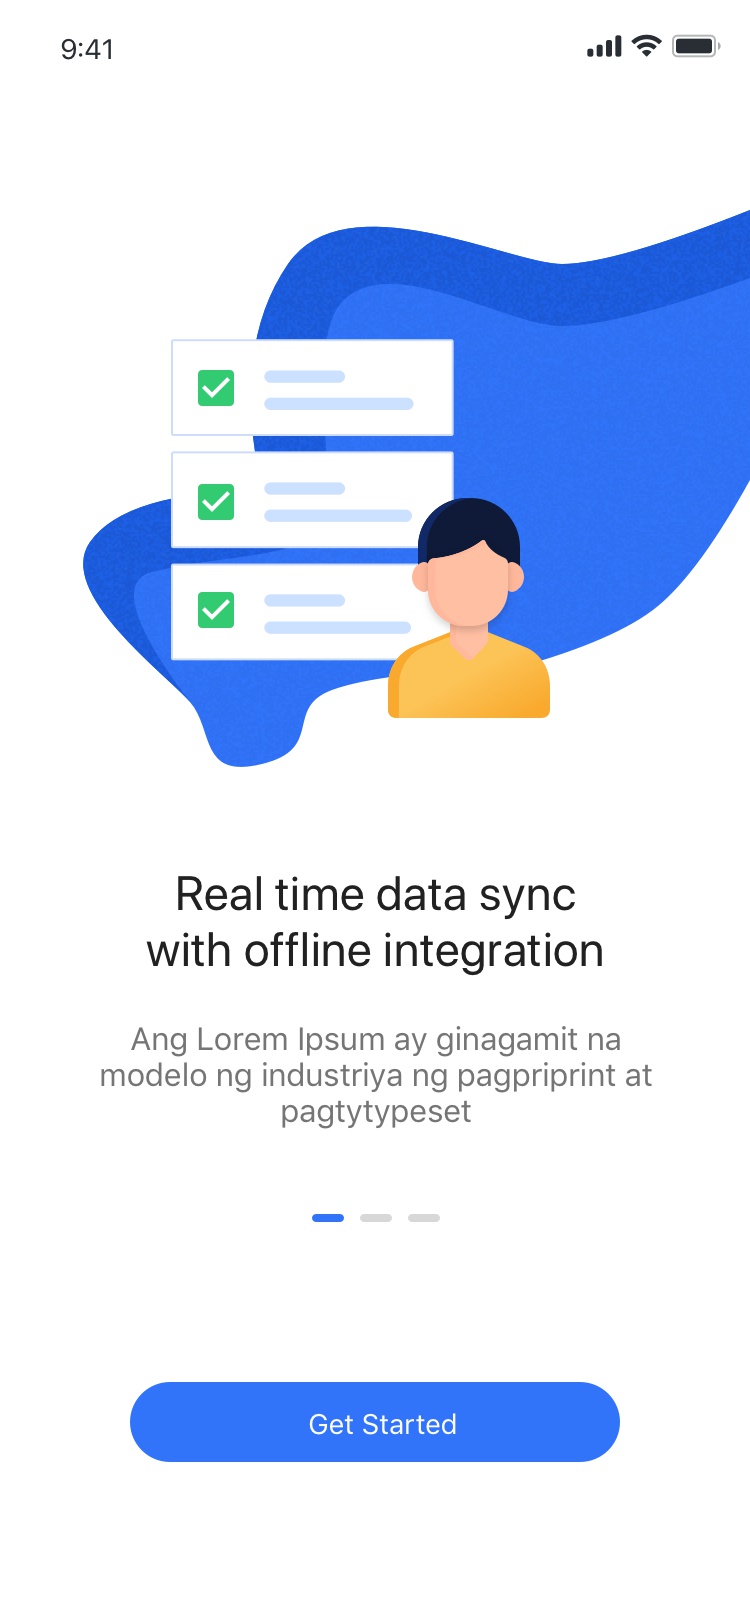 9:41
Real time data sync
with offline integration
Ang Lorem Ipsum ay ginagamit na
modelo ng industriya ng pagpriprint at
pagtytypeset
Get Started